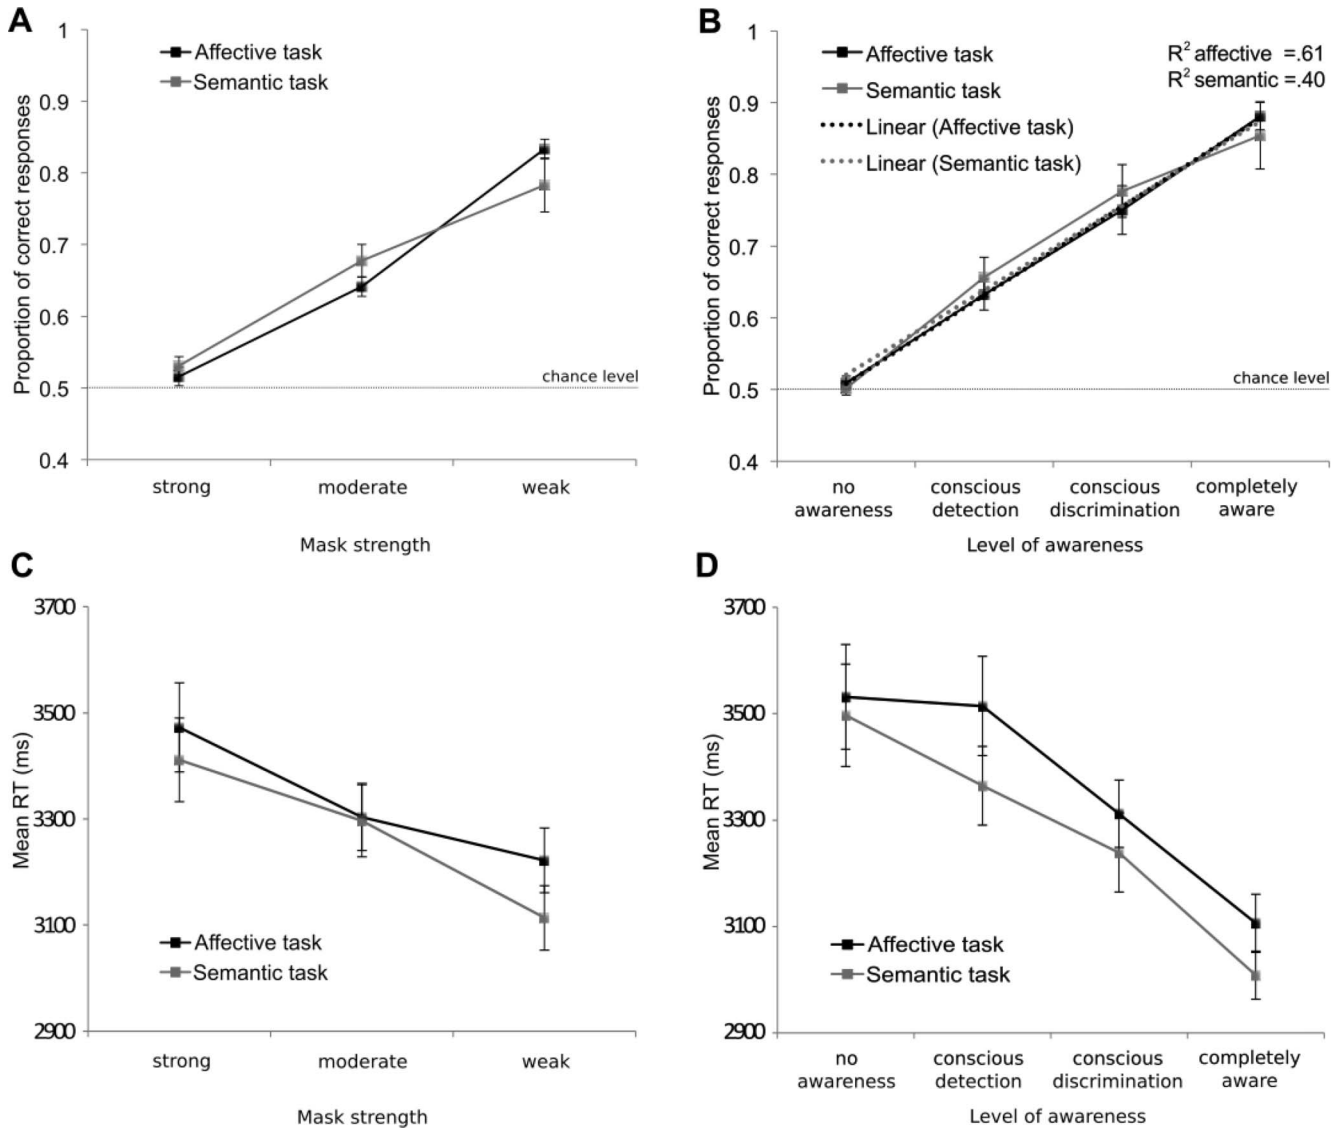 A
1
0.9
0.8
0.7
0.6
0.5
0.4
Proportion of correct responses
Affective task
Semantic task
chance level
strong
moderate
weak
Mask strength
B
1
0.9
0.8
0.7
0.6
0.5
0.4
Proportion of correct responses
Affective task
Semantic task
Linear (Affective task)
Linear (Semantic task)
R² affective =.61
R² semantic =.40
chance level
no
awareness
conscious
detection
conscious
discrimination
completely
aware
Level of awareness
C
3700
3500
3300
3100
2900
Mean RT (ms)
Affective task
Semantic task
strong
moderate
weak
Mask strength
D
3700
3500
3300
3100
2900
Mean RT (ms)
Affective task
Semantic task
no
awareness
conscious
detection
conscious
discrimination
completely
aware
Level of awareness